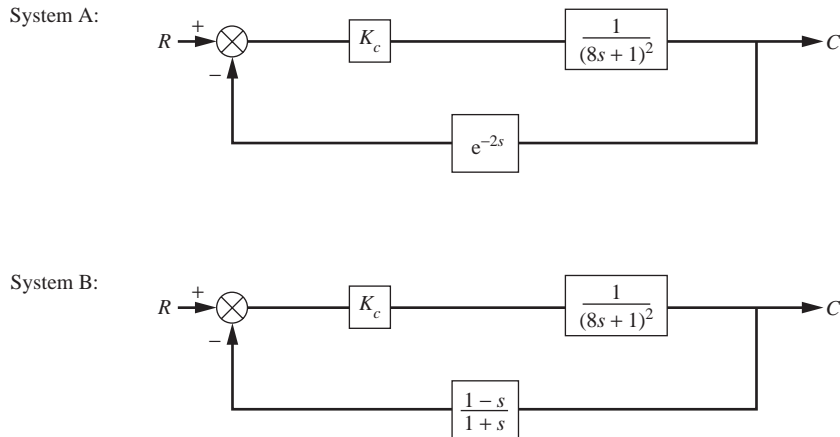 System A:
R + − K_c 1/(8s + 1)² C
e⁻²ˢ
System B:
R + − K_c 1/(8s + 1)² C
(1 − s)/(1 + s)